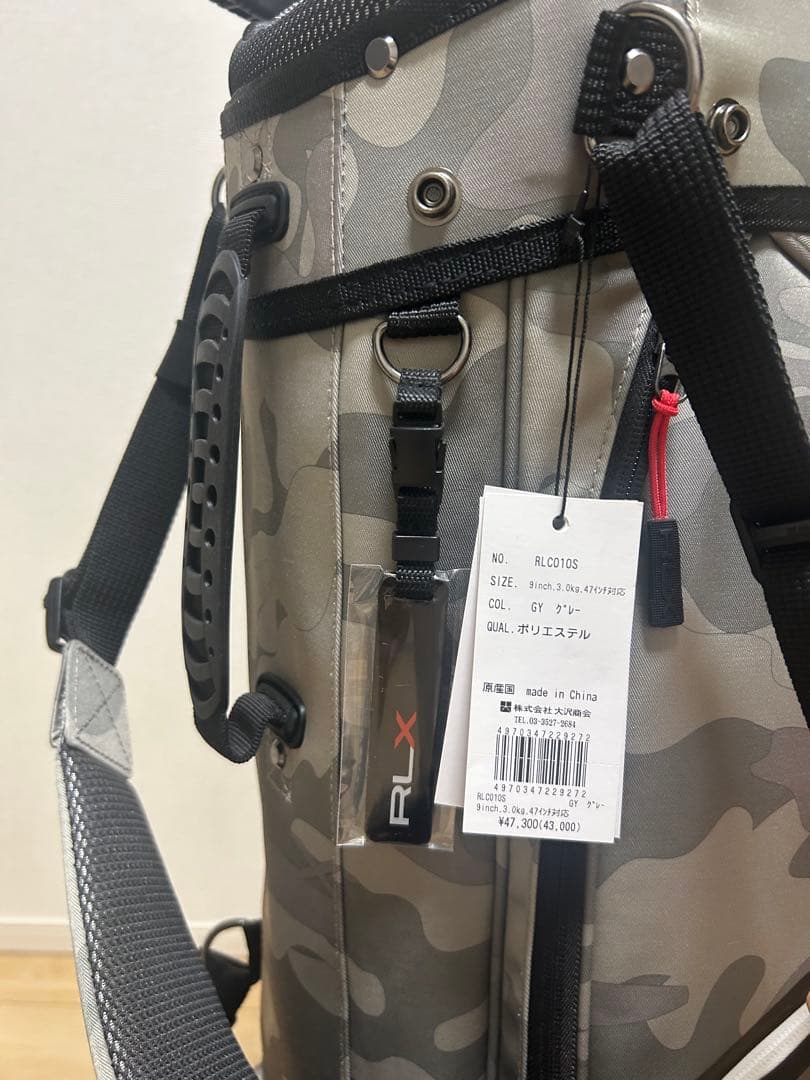 NO. RLC010S
SIZE. 9inch.3.0kg.47ｲﾝﾁ対応
COL. GY ｸﾞﾚｰ
QUAL.ポリエステル
原産国 made in China
株式会社 大沢商会
TEL.03-3527-2684
4970347229272
4970347229272
RLC010S GY ｸﾞﾚｰ
9inch.3.0kg.47ｲﾝﾁ対応
¥47,300(43,000)
RLX